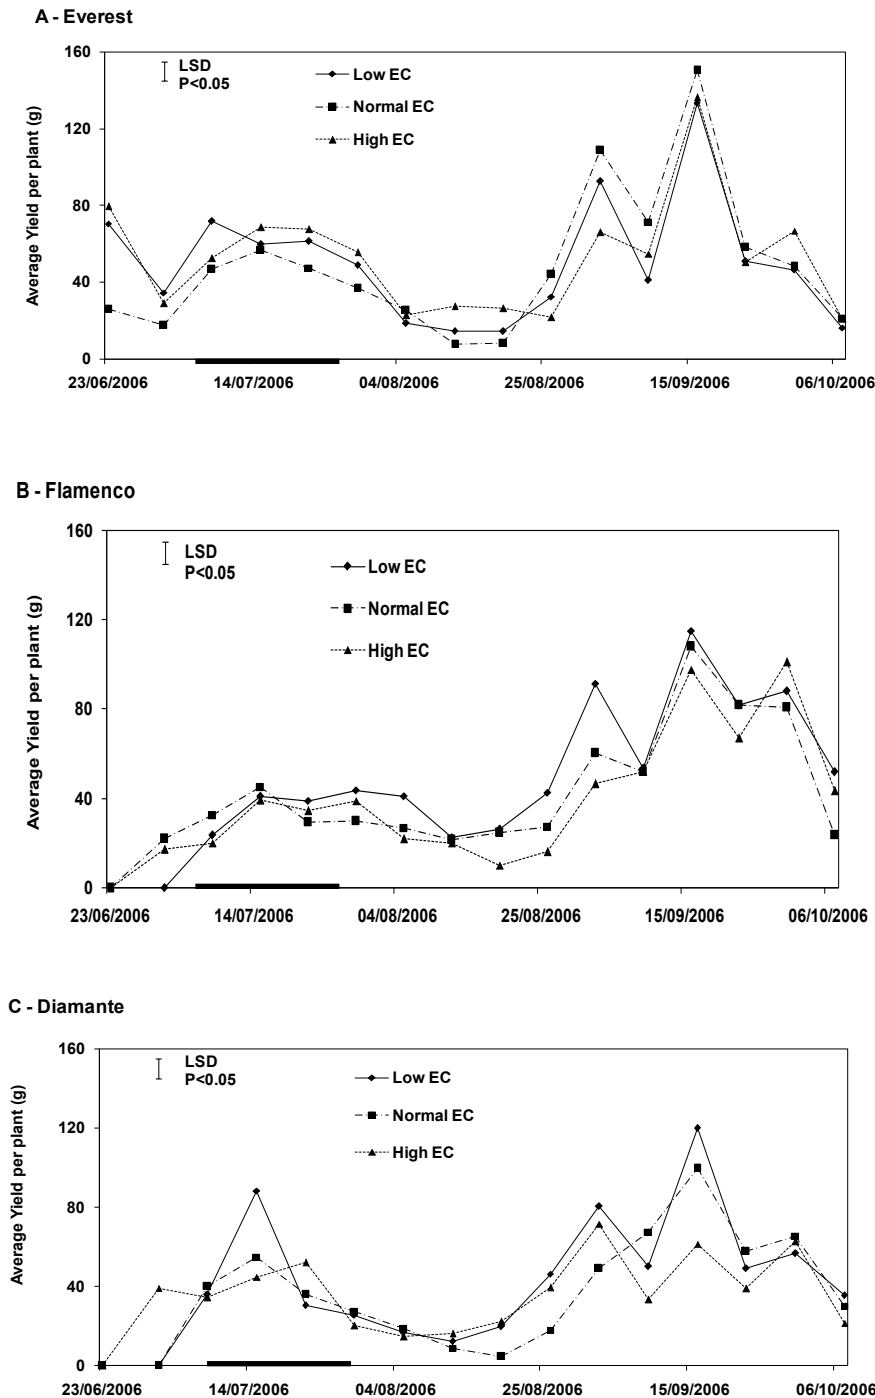 A - Everest
160
120
80
40
0
Average Yield per plant (g)
LSD
P<0.05
Low EC
Normal EC
High EC
23/06/2006 14/07/2006 04/08/2006 25/08/2006 15/09/2006 06/10/2006
B - Flamenco
160
120
80
40
0
Average Yield per plant (g)
LSD
P<0.05
Low EC
Normal EC
High EC
23/06/2006 14/07/2006 04/08/2006 25/08/2006 15/09/2006 06/10/2006
C - Diamante
160
120
80
40
0
Average Yield per plant (g)
LSD
P<0.05
Low EC
Normal EC
High EC
23/06/2006 14/07/2006 04/08/2006 25/08/2006 15/09/2006 06/10/2006